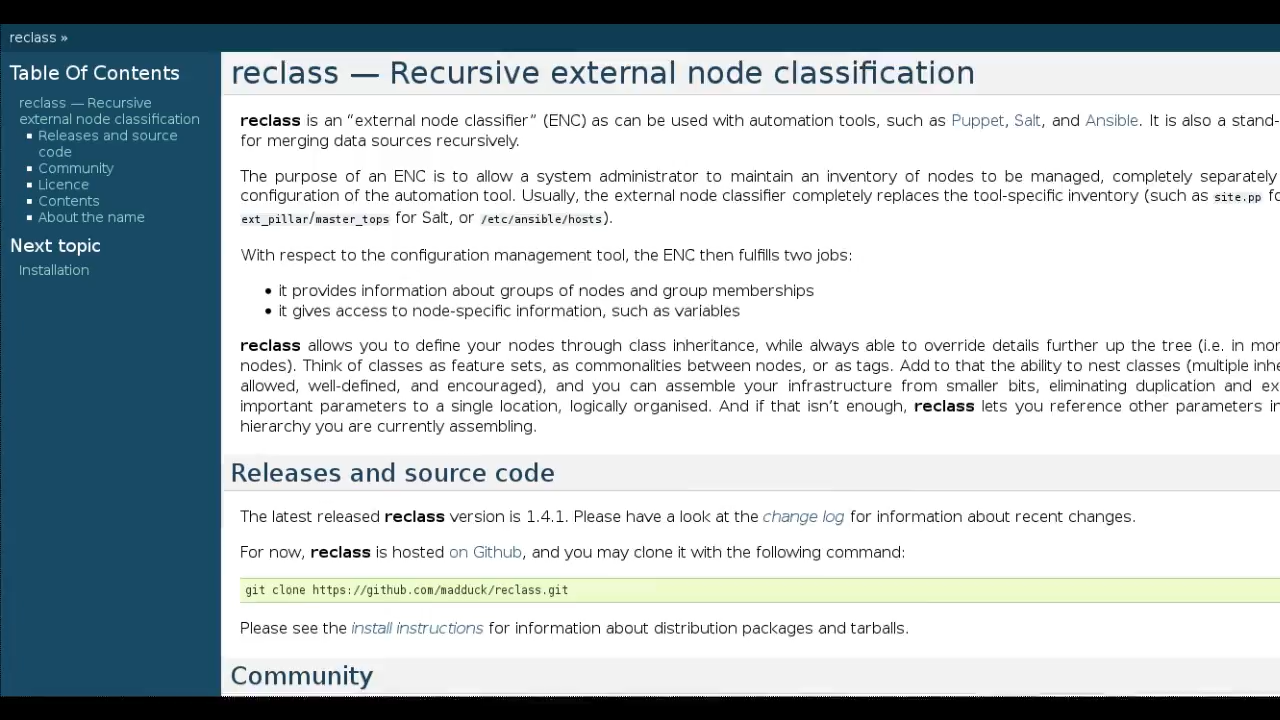 reclass »
Table Of Contents
reclass — Recursive
external node classification
Releases and source
code
Community
Licence
Contents
About the name
Next topic
Installation
reclass — Recursive external node classification
reclass is an “external node classifier” (ENC) as can be used with automation tools, such as Puppet, Salt, and Ansible. It is also a stand-
for merging data sources recursively.
The purpose of an ENC is to allow a system administrator to maintain an inventory of nodes to be managed, completely separately
configuration of the automation tool. Usually, the external node classifier completely replaces the tool-specific inventory (such as site.pp
ext_pillar/master_tops for Salt, or /etc/ansible/hosts).
With respect to the configuration management tool, the ENC then fulfills two jobs:
it provides information about groups of nodes and group memberships
it gives access to node-specific information, such as variables
reclass allows you to define your nodes through class inheritance, while always able to override details further up the tree (i.e. in
nodes). Think of classes as feature sets, as commonalities between nodes, or as tags. Add to that the ability to nest classes (multiple
allowed, well-defined, and encouraged), and you can assemble your infrastructure from smaller bits, eliminating duplication and
important parameters to a single location, logically organised. And if that isn’t enough, reclass lets you reference other parameters
hierarchy you are currently assembling.
Releases and source code
The latest released reclass version is 1.4.1. Please have a look at the change log for information about recent changes.
For now, reclass is hosted on Github, and you may clone it with the following command:
git clone https://github.com/madduck/reclass.git
Please see the install instructions for information about distribution packages and tarballs.
Community